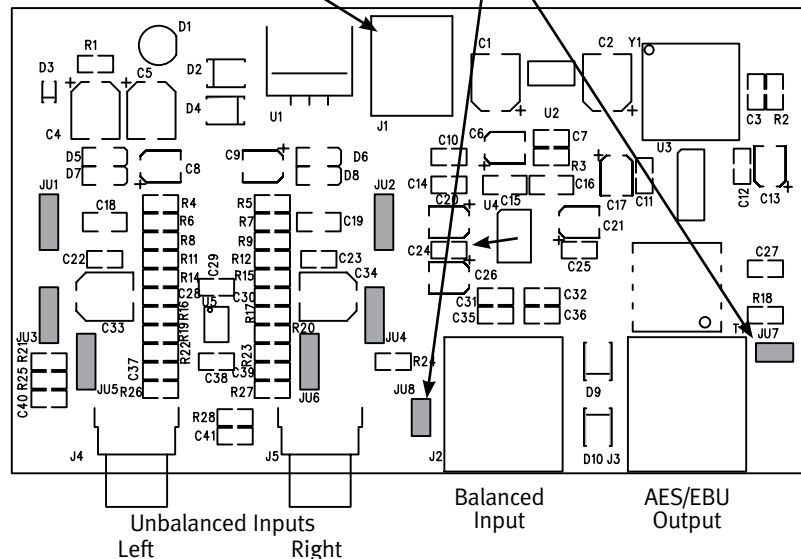 D1
R1
C1
C2
Y1
D3
C5
D2
D4
C4
U1
J1
U2
C3
R2
C6
C7
C10
U3
D5
D7
C8
C9
D6
D8
R3
C14
C15
C16
C17
C11
C12
C13
JU1
JU2
C20
U4
C21
R4
R5
C18
R6
R7
C19
R8
R9
C24
C22
R11
R12
C23
C25
R14
C29
R15
C34
C26
C27
C28
C30
C31
C32
R16
U5
R17
C33
C35
C36
R18
JU3
R19
R20
JU4
T1
JU7
R21
R22
R23
R24
R25
C37
C38
C39
D9
JU5
JU6
JU8
C40
R26
R27
R28
C41
J4
J5
J2
D10
J3
Unbalanced Inputs
Left
Right
Balanced
Input
AES/EBU
Output